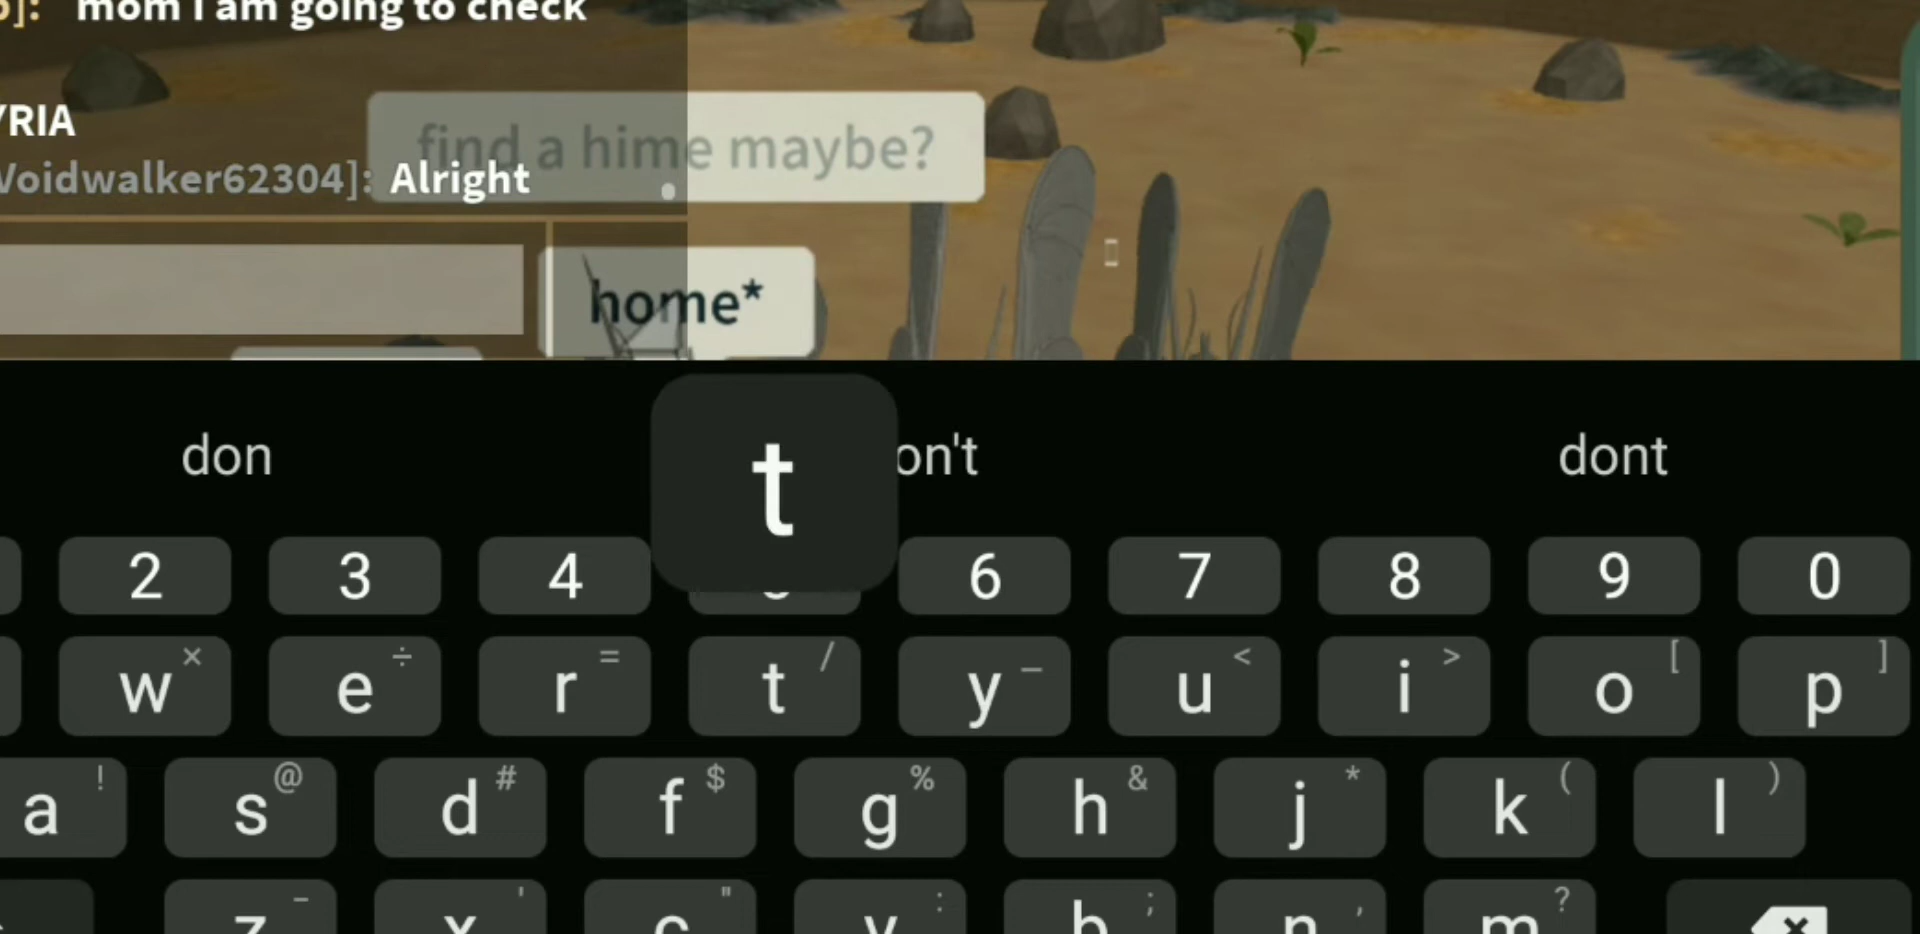 ]: mom i am going to check
YRIA
find a hime maybe?
Voidwalker62304]: Alright
home*
don
t
on't
dont
2 3 4 6 7 8 9 0
w × e ÷ r = t / y _ u < i > o [ p ]
a ! s @ d # f $ g % h & j * k ( l )
z - x ' c " v : b ; n , m ?